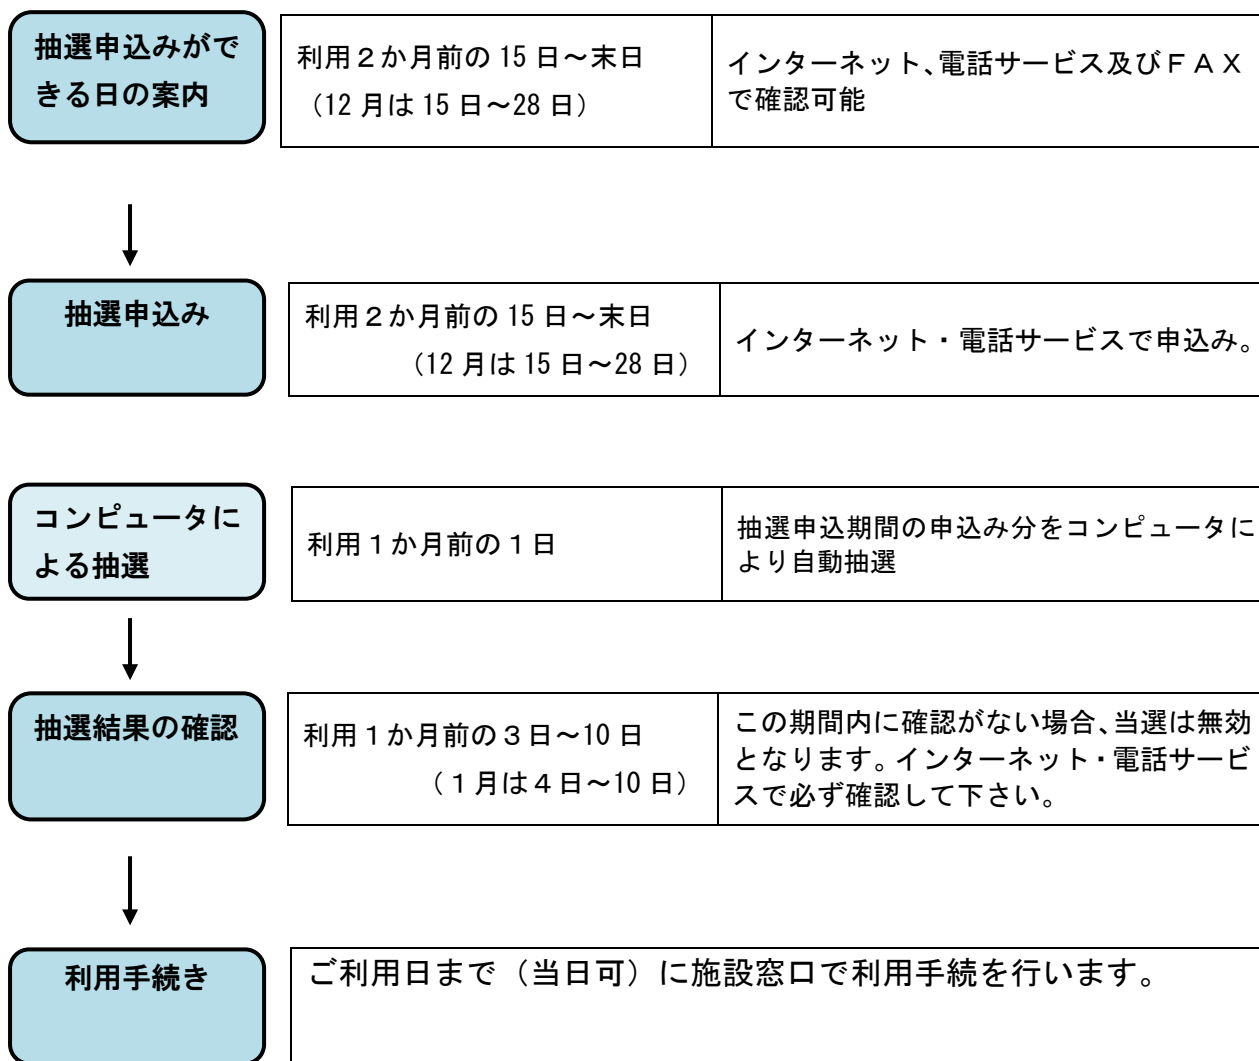 抽選申込みがで
きる日の案内
利用２か月前の 15 日～末日
（12 月は 15 日～28 日）
インターネット、電話サービス及びＦＡＸ
で確認可能
抽選申込み
利用２か月前の 15 日～末日
（12 月は 15 日～28 日）
インターネット・電話サービスで申込み。
コンピュータに
よる抽選
利用１か月前の１日
抽選申込期間の申込み分をコンピュータに
より自動抽選
抽選結果の確認
利用１か月前の３日～10 日
（１月は４日～10 日）
この期間内に確認がない場合、当選は無効
となります。インターネット・電話サービ
スで必ず確認して下さい。
利用手続き
ご利用日まで（当日可）に施設窓口で利用手続を行います。